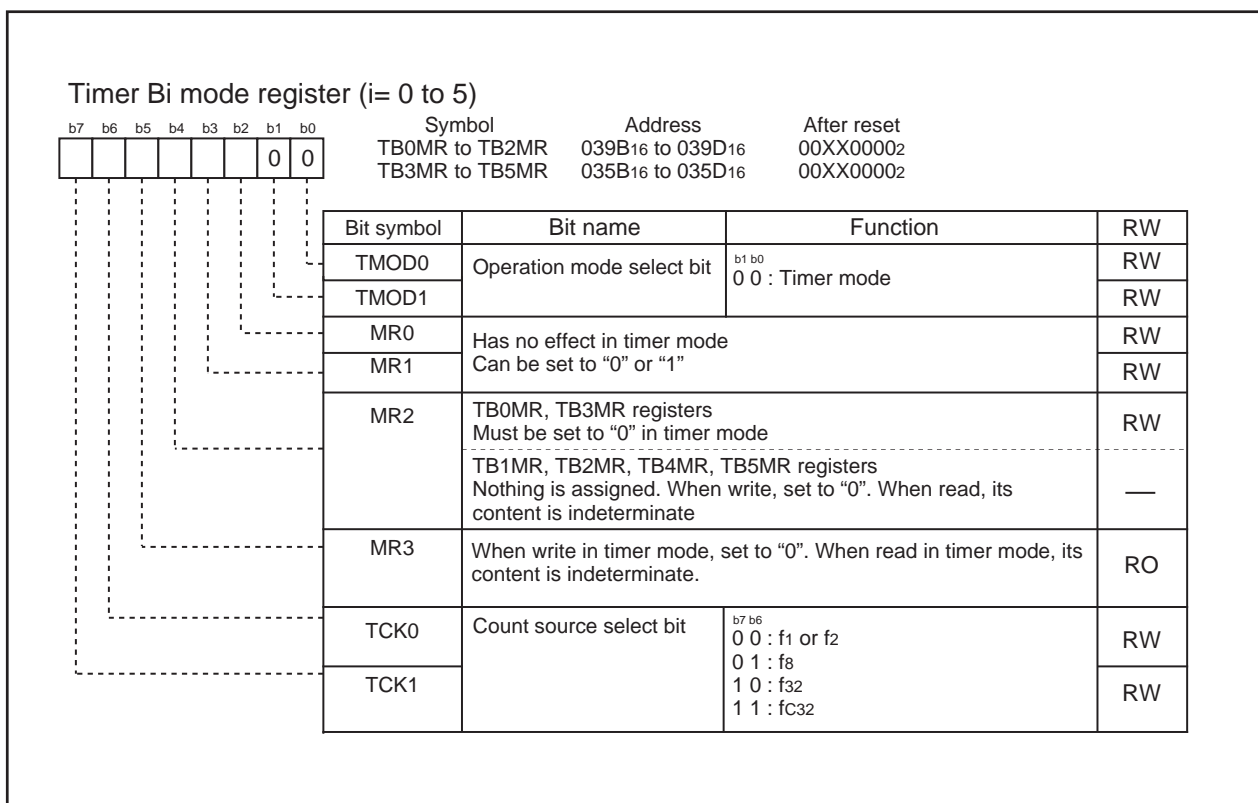 Timer Bi mode register (i= 0 to 5)
b7 b6 b5 b4 b3 b2 b1 b0
0 0
Symbol Address After reset
TB0MR to TB2MR 039B16 to 039D16 00XX00002
TB3MR to TB5MR 035B16 to 035D16 00XX00002
Bit symbol Bit name Function RW
TMOD0 Operation mode select bit b1 b0 RW
0 0 : Timer mode
TMOD1 RW
MR0 Has no effect in timer mode RW
MR1 Can be set to “0” or “1” RW
MR2 TB0MR, TB3MR registers RW
Must be set to “0” in timer mode
TB1MR, TB2MR, TB4MR, TB5MR registers
Nothing is assigned. When write, set to “0”. When read, its —
content is indeterminate
MR3 When write in timer mode, set to “0”. When read in timer mode, its RO
content is indeterminate.
TCK0 Count source select bit b7 b6 RW
0 0 : f1 or f2
0 1 : f8
TCK1 1 0 : f32 RW
1 1 : fC32